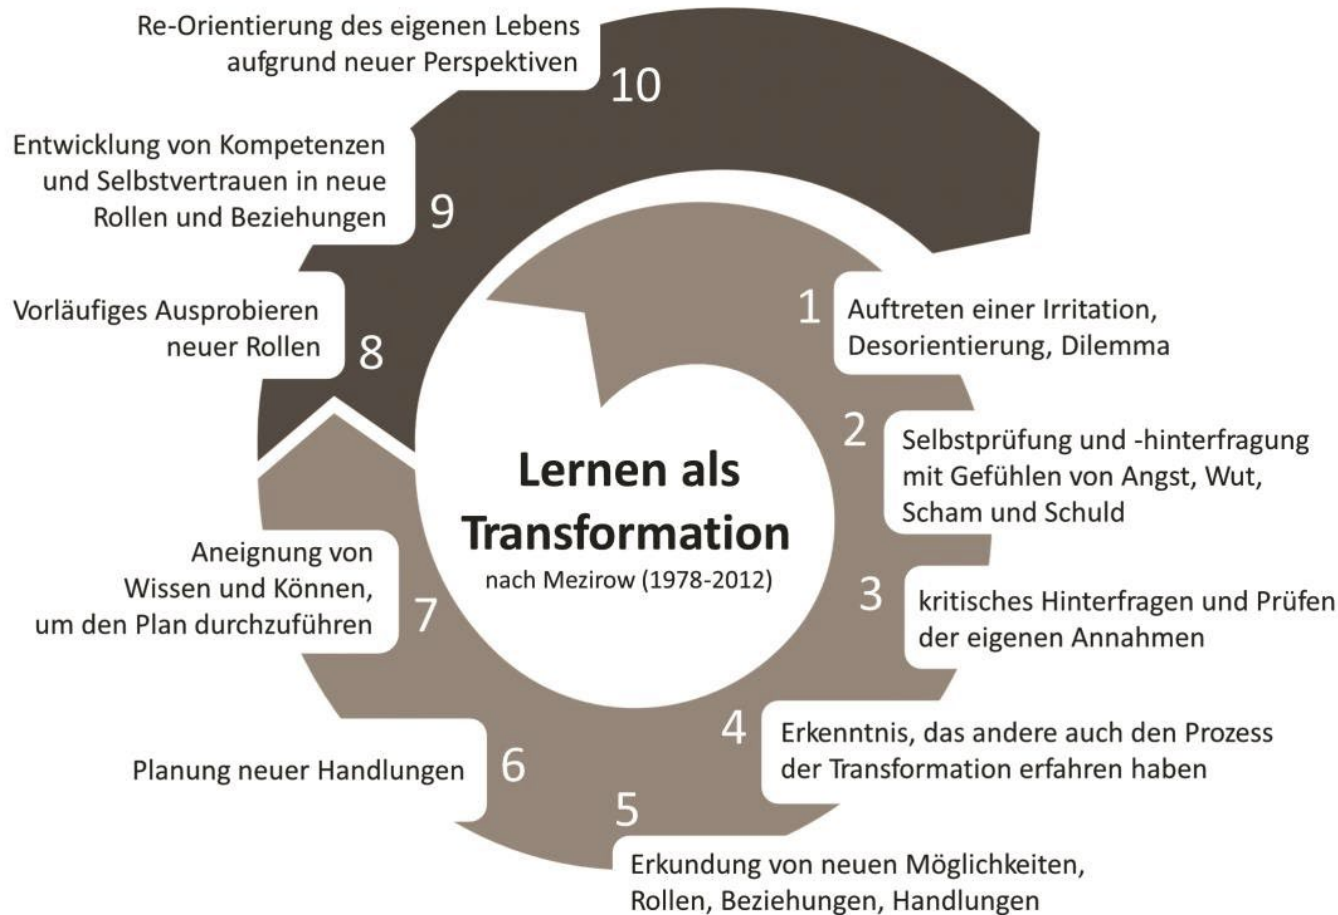 Lernen als
Transformation
nach Mezirow (1978-2012)
1
Auftreten einer Irritation,
Desorientierung, Dilemma
2
Selbstprüfung und -hinterfragung
mit Gefühlen von Angst, Wut,
Scham und Schuld
3
kritisches Hinterfragen und Prüfen
der eigenen Annahmen
4
Erkenntnis, das andere auch den Prozess
der Transformation erfahren haben
5
Erkundung von neuen Möglichkeiten,
Rollen, Beziehungen, Handlungen
6
Planung neuer Handlungen
7
Aneignung von
Wissen und Können,
um den Plan durchzuführen
8
Vorläufiges Ausprobieren
neuer Rollen
9
Entwicklung von Kompetenzen
und Selbstvertrauen in neue
Rollen und Beziehungen
10
Re-Orientierung des eigenen Lebens
aufgrund neuer Perspektiven